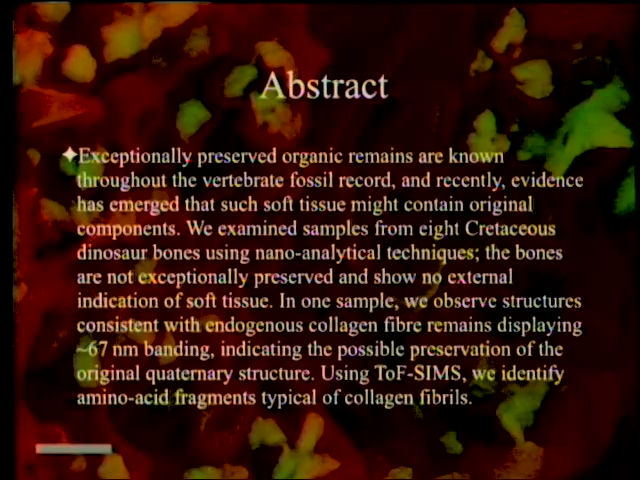 Abstract
✦Exceptionally preserved organic remains are known
throughout the vertebrate fossil record, and recently, evidence
has emerged that such soft tissue might contain original
components. We examined samples from eight Cretaceous
dinosaur bones using nano-analytical techniques; the bones
are not exceptionally preserved and show no external
indication of soft tissue. In one sample, we observe structures
consistent with endogenous collagen fibre remains displaying
~67 nm banding, indicating the possible preservation of the
original quaternary structure. Using ToF-SIMS, we identify
amino-acid fragments typical of collagen fibrils.